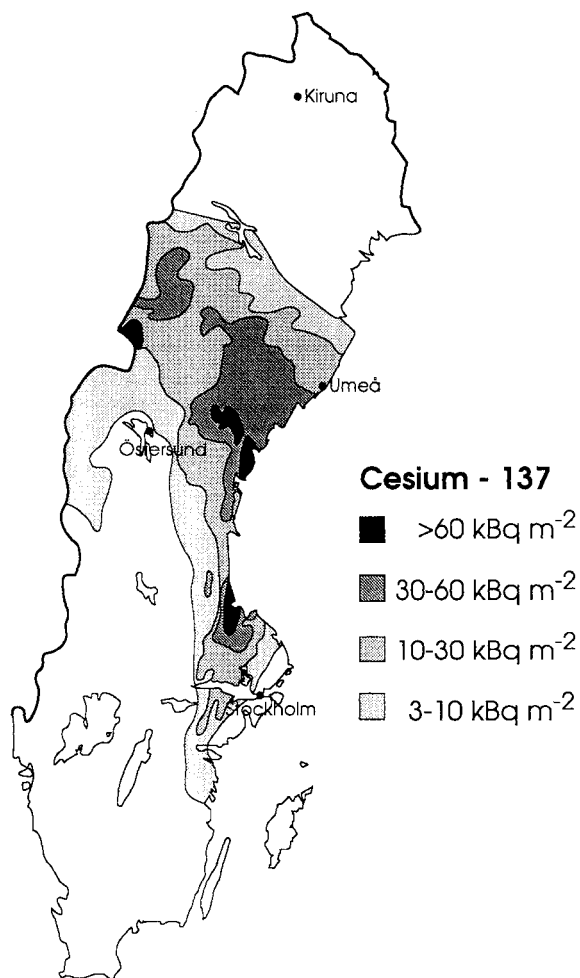 Kiruna
Umeå
Östersund
Cesium - 137
>60 kBq m⁻²
30-60 kBq m⁻²
10-30 kBq m⁻²
3-10 kBq m⁻²
Stockholm